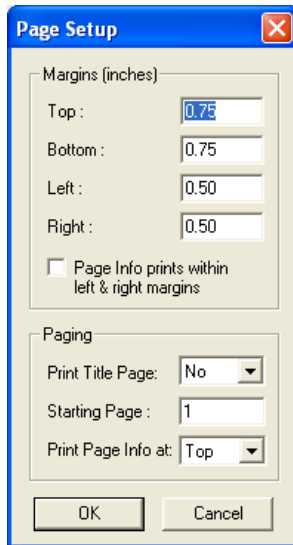 Page Setup
Margins (inches)
Top : 0.75
Bottom : 0.75
Left : 0.50
Right : 0.50
Page Info prints within
left & right margins
Paging
Print Title Page: No
Starting Page : 1
Print Page Info at: Top
OK Cancel